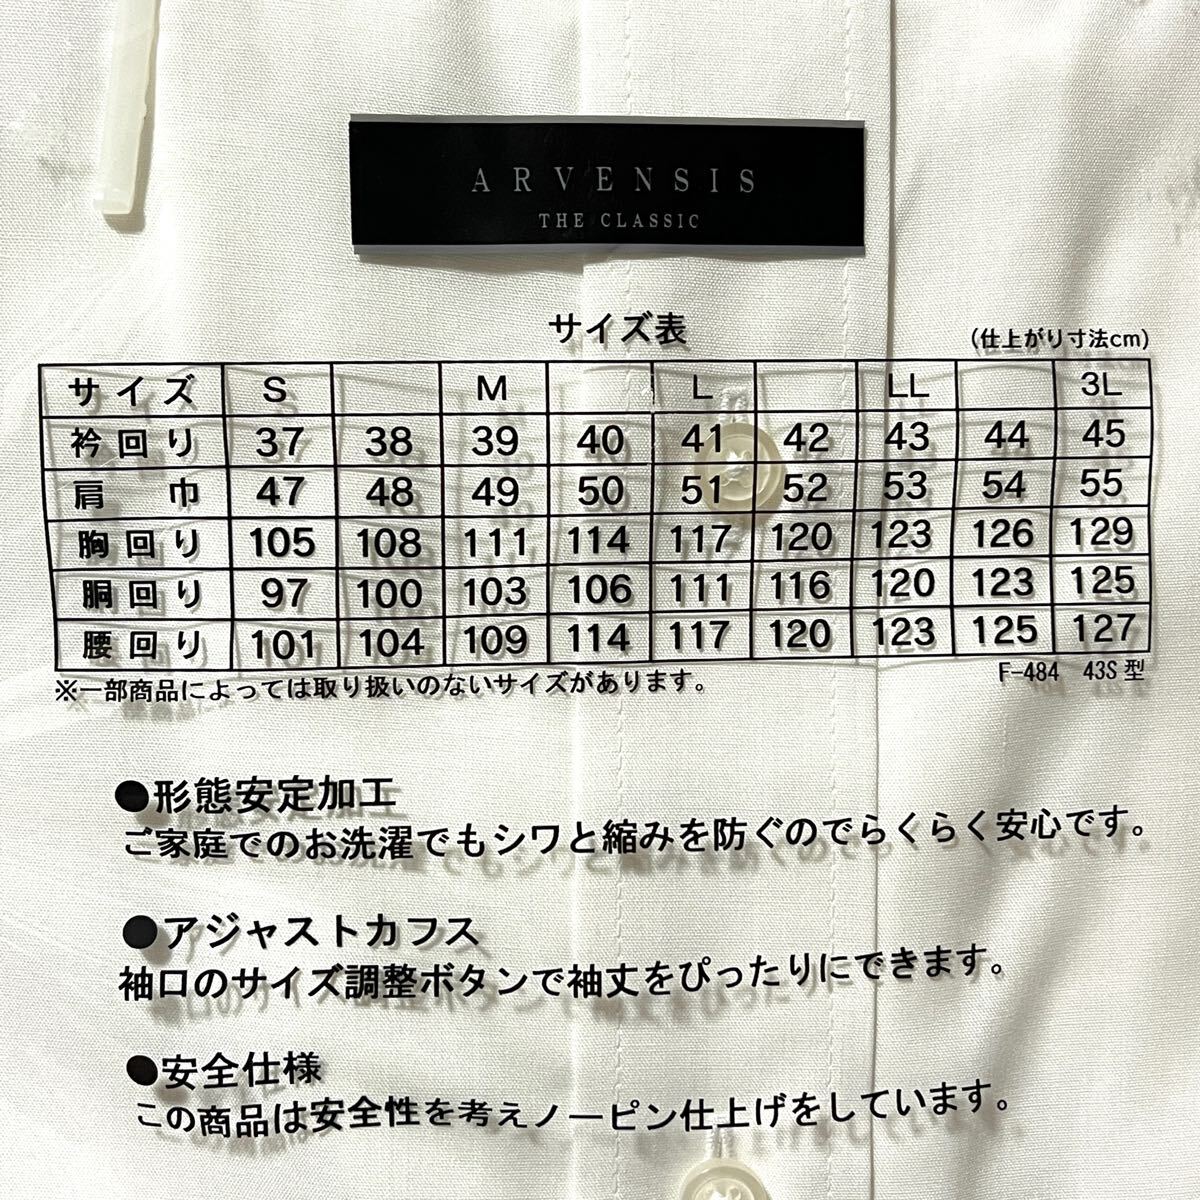 ARVENSIS
THE CLASSIC
サイズ表
(仕上がり寸法cm)
サイズ S M L LL 3L
衿回り 37 38 39 40 41 42 43 44 45
肩巾 47 48 49 50 51 52 53 54 55
胸回り 105 108 111 114 117 120 123 126 129
胴回り 97 100 103 106 111 116 120 123 125
腰回り 101 104 109 114 117 120 123 125 127
※一部商品によっては取り扱いのないサイズがあります。
F-484 43S型
●形態安定加工
ご家庭でのお洗濯でもシワと縮みを防ぐのでらくらく安心です。
●アジャストカフス
袖口のサイズ調整ボタンで袖丈をぴったりにできます。
●安全仕様
この商品は安全性を考えノーピン仕上げをしています。